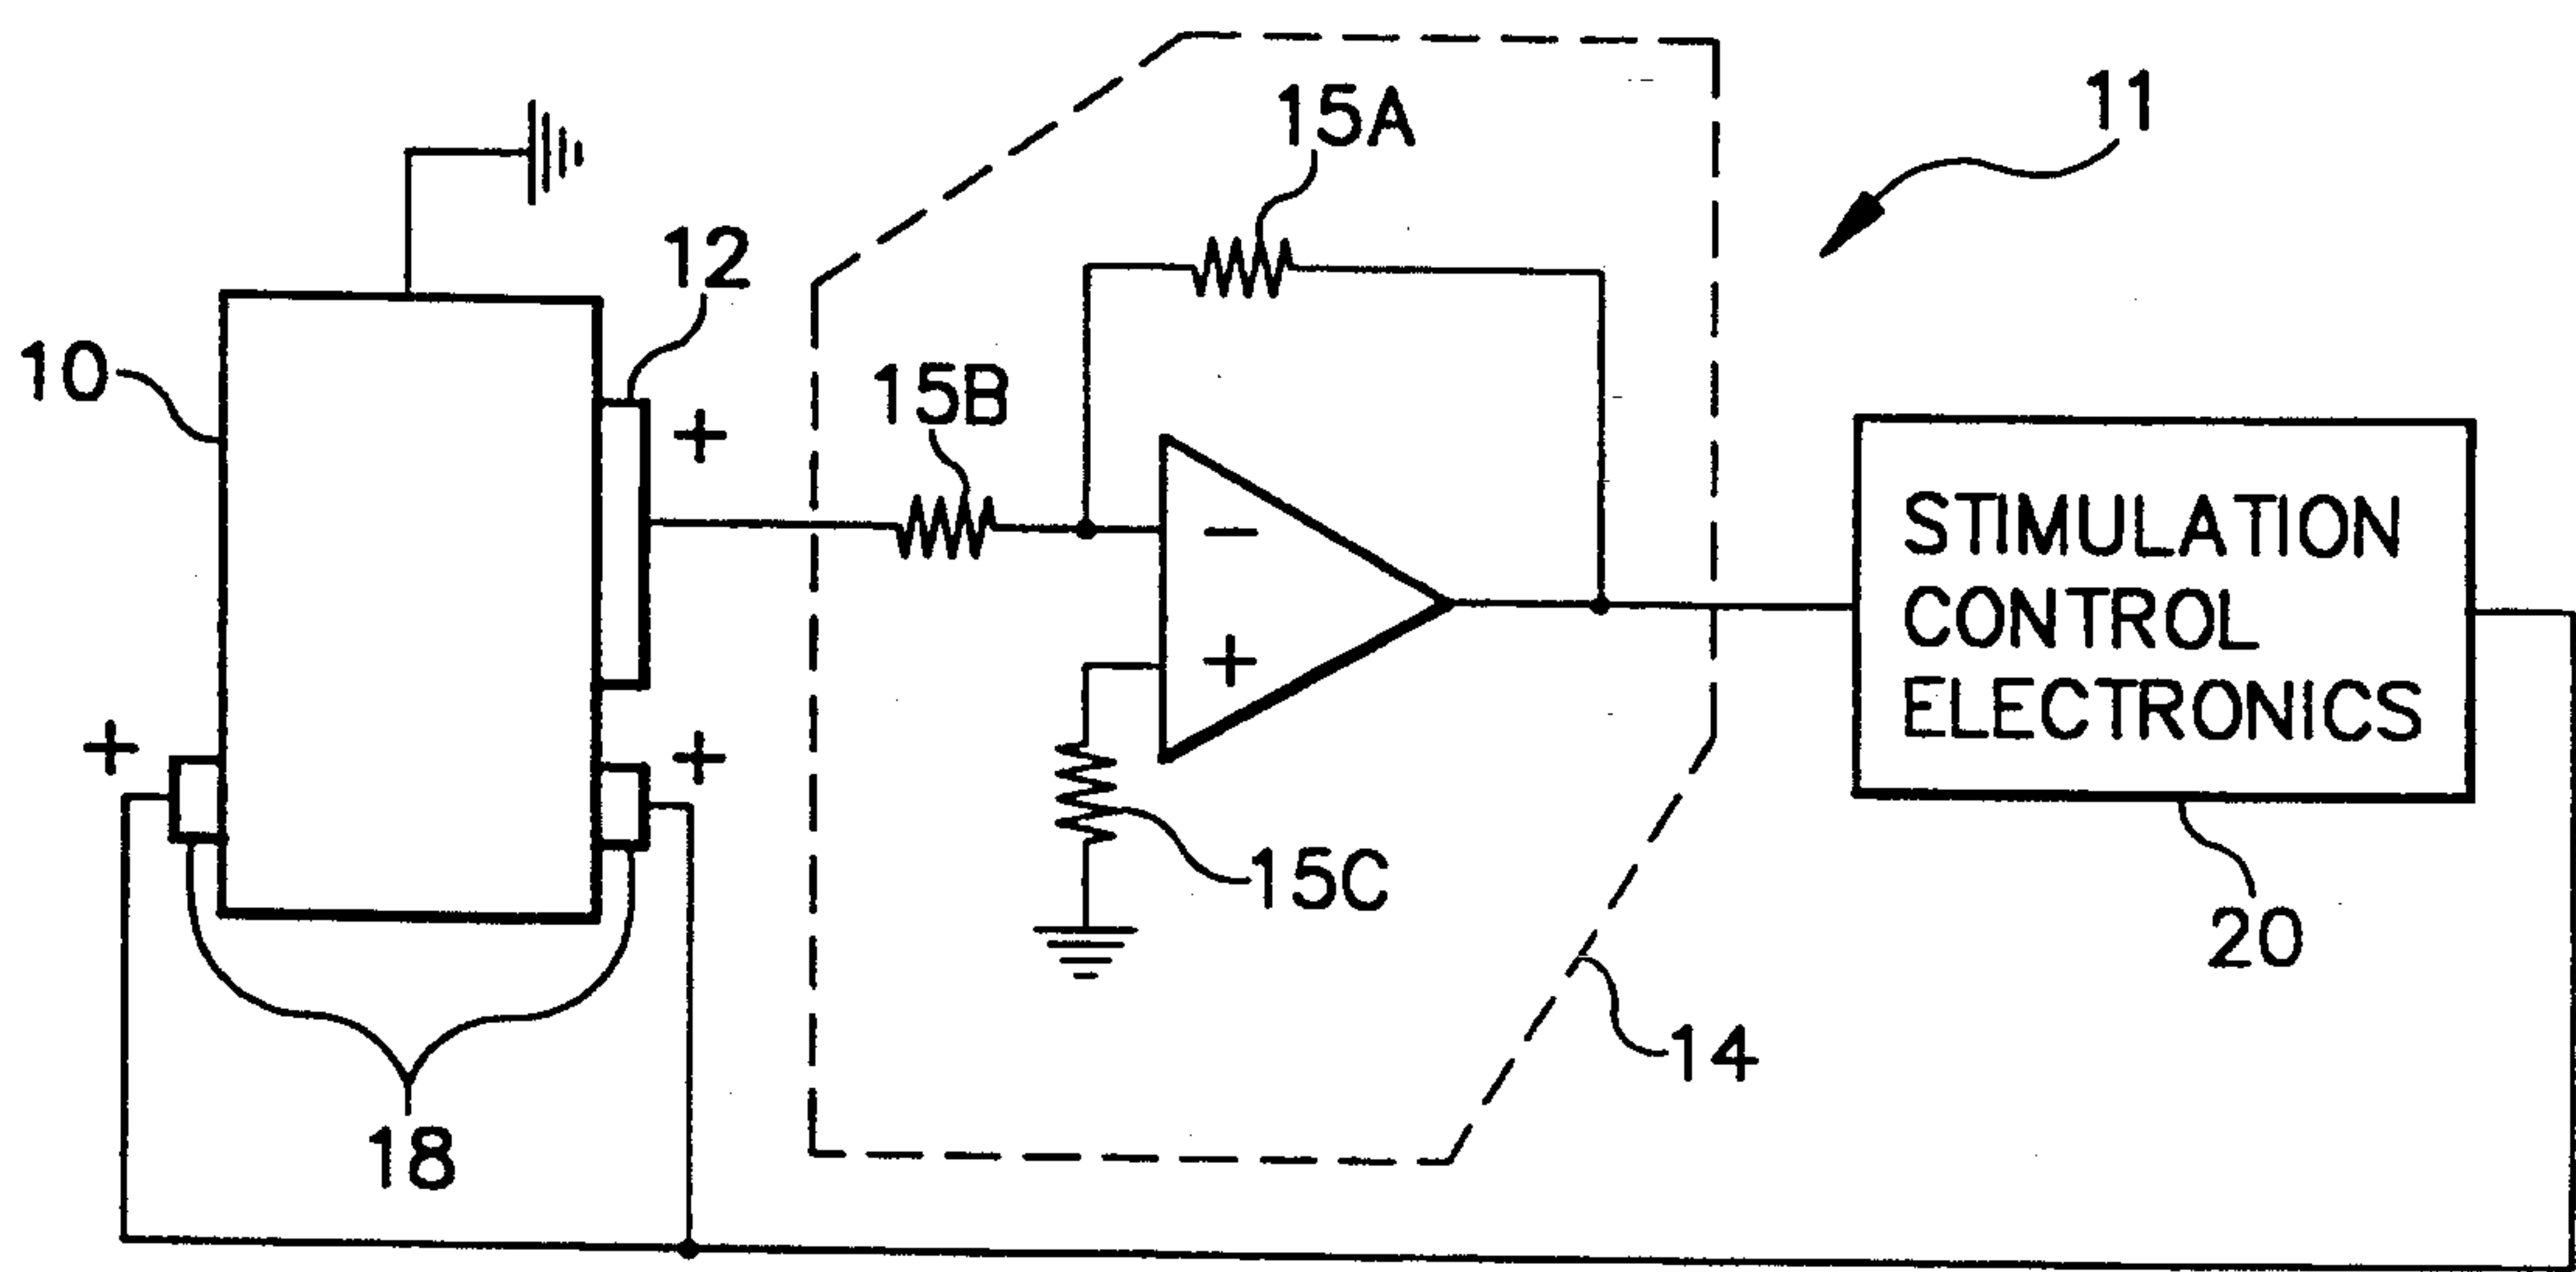 11
15A
12
10
15B
+
−
STIMULATION
CONTROL
ELECTRONICS
+
+
+
15C
20
14
18